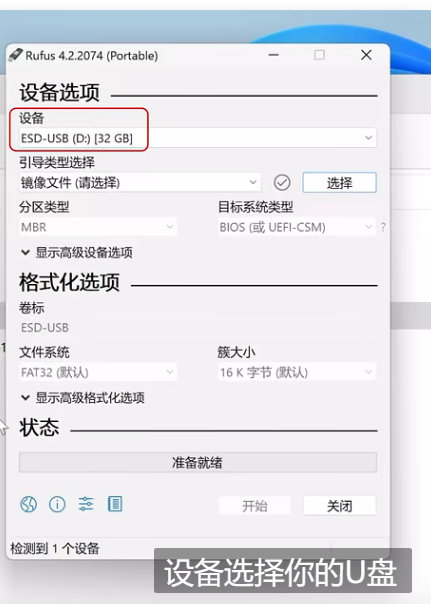 Rufus 4.2.2074 (Portable)
设备选项
设备
ESD-USB (D:) [32 GB]
引导类型选择
镜像文件 (请选择)
选择
分区类型
目标系统类型
MBR
BIOS (或 UEFI-CSM)
?
显示高级设备选项
格式化选项
卷标
ESD-USB
文件系统
簇大小
FAT32 (默认)
16 K 字节 (默认)
显示高级格式化选项
状态
准备就绪
开始
关闭
检测到 1 个设备
设备选择你的U盘